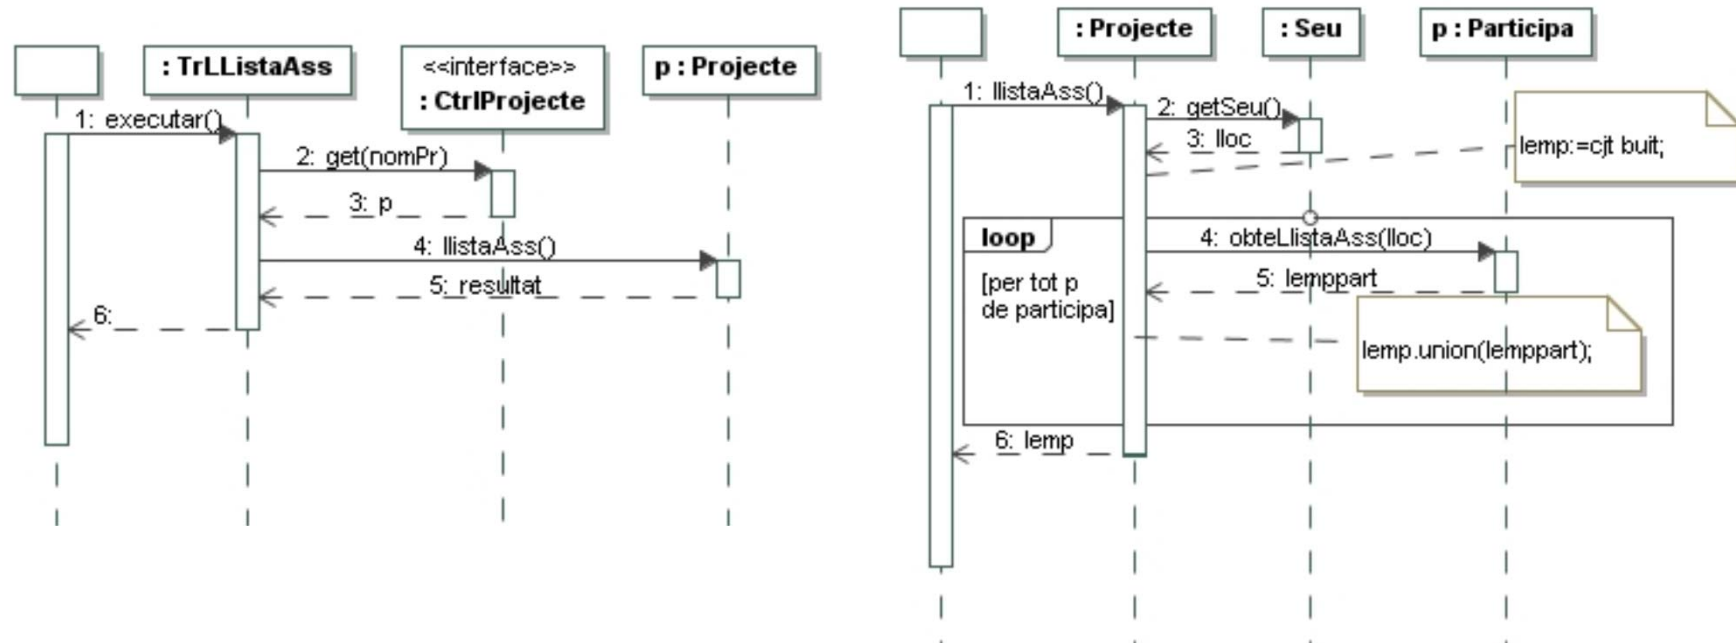 : TrLListaAss
<<interface>>
: CtrlProjecte
p : Projecte
1: executar()
2: get(nomPr)
3: p
4: llistaAss()
5: resultat
6:
: Projecte
: Seu
p : Participa
1: llistaAss()
2: getSeu()
3: lloc
lemp:=cjt buit;
loop
[per tot p
de participa]
4: obteLlistaAss(lloc)
5: lemppart
lemp.union(lemppart);
6: lemp